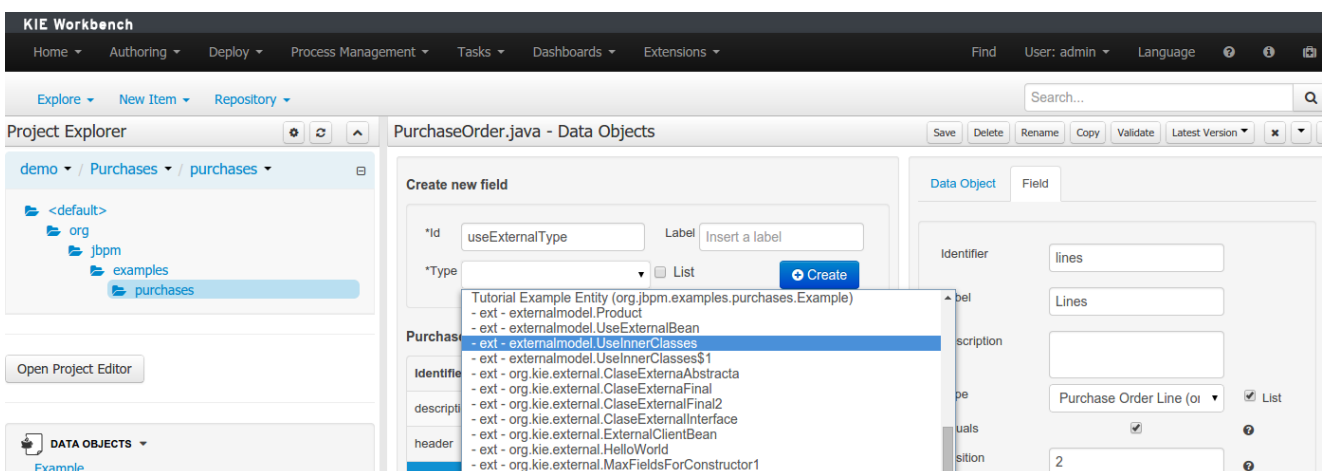 KIE Workbench
Home Authoring Deploy Process Management Tasks Dashboards Extensions Find User: admin Language
Explore New Item Repository Search...
Project Explorer
PurchaseOrder.java - Data Objects
Save Delete Rename Copy Validate Latest Version
demo / Purchases / purchases
<default>
org
jbpm
examples
purchases
Open Project Editor
DATA OBJECTS
Example
Create new field
*Id useExternalType Label Insert a label
*Type List Create
Tutorial Example Entity (org.jbpm.examples.purchases.Example)
- ext - externalmodel.Product
- ext - externalmodel.UseExternalBean
- ext - externalmodel.UseInnerClasses
- ext - externalmodel.UseInnerClasses$1
- ext - org.kie.external.ClaseExternaAbstracta
- ext - org.kie.external.ClaseExternaFinal
- ext - org.kie.external.ClaseExternalFinal2
- ext - org.kie.external.ClaseExternalInterface
- ext - org.kie.external.ExternalClientBean
- ext - org.kie.external.HelloWorld
- ext - org.kie.external.MaxFieldsForConstructor1
Purchas
Identifie
descripti
header
Data Object Field
Identifier lines
bel Lines
scription
pe Purchase Order Line (or List
uals
sition 2